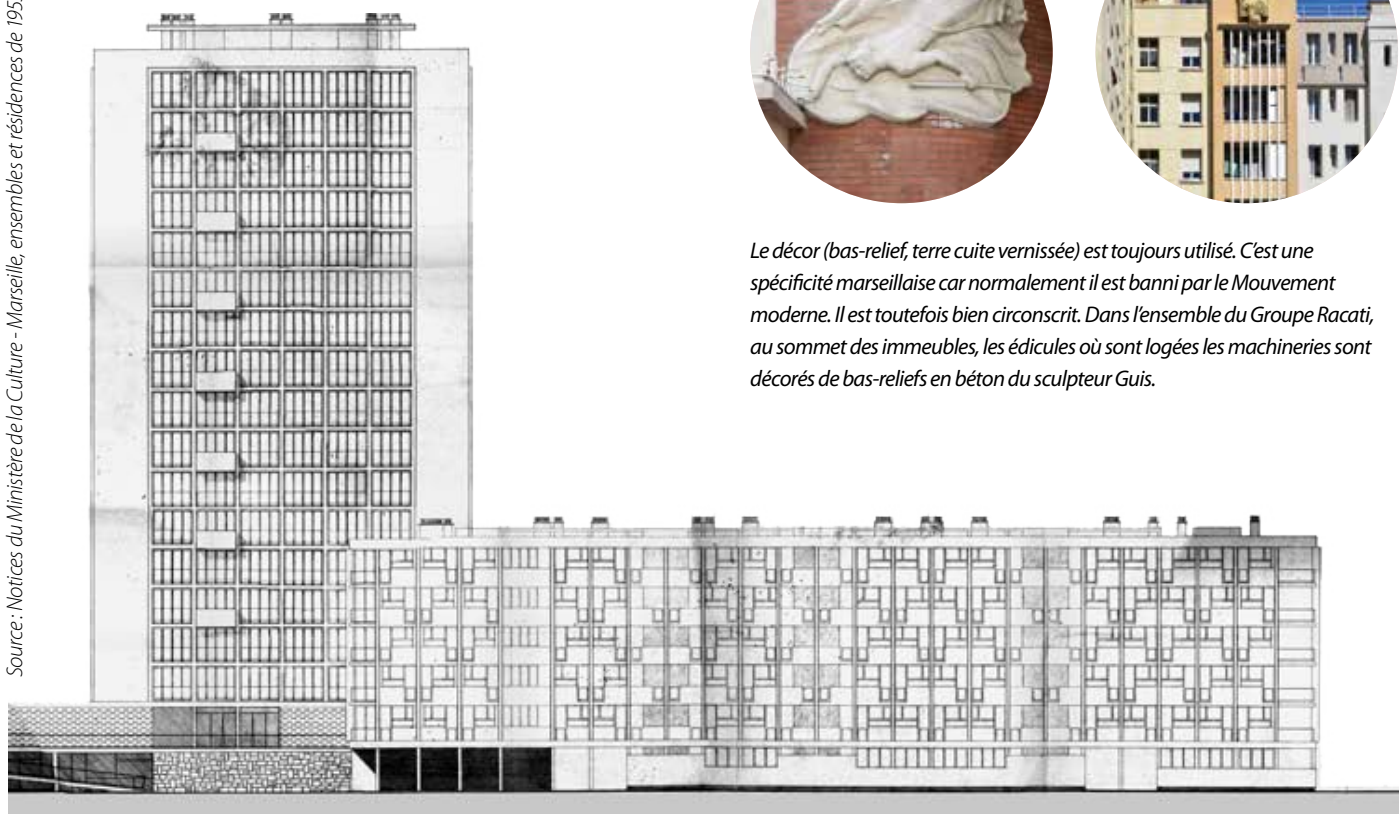 Source : Notices du Ministère de la Culture - Marseille, ensembles et résidences de 195
Le décor (bas-relief, terre cuite vernissée) est toujours utilisé. C'est une
spécificité marseillaise car normalement il est banni par le Mouvement
moderne. Il est toutefois bien circonscrit. Dans l'ensemble du Groupe Racati,
au sommet des immeubles, les édicules où sont logées les machineries sont
décorés de bas-reliefs en béton du sculpteur Guis.